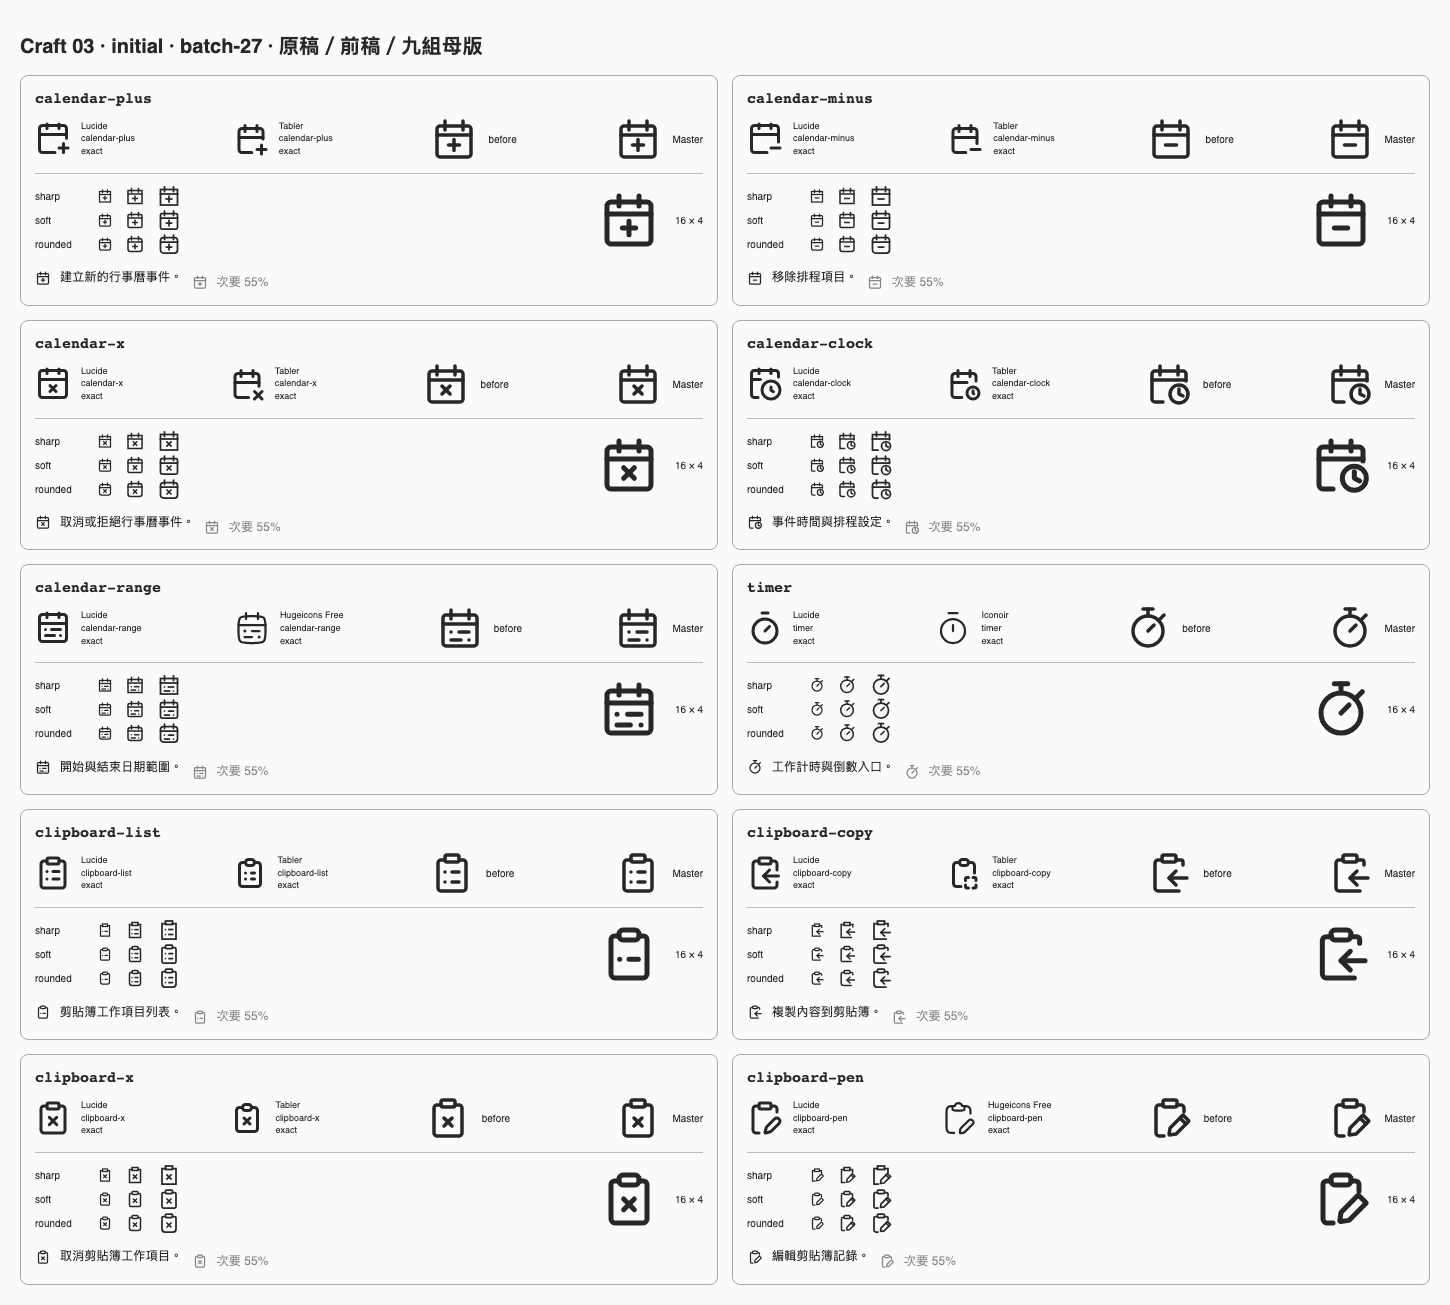 Craft 03 · initial · batch-27 · 原稿 / 前稿 / 九組母版
calendar-plus
Lucide
calendar-plus
exact
Tabler
calendar-plus
exact
before
Master
sharp
soft
rounded
16 × 4
建立新的行事曆事件。
次要 55%
calendar-minus
Lucide
calendar-minus
exact
Tabler
calendar-minus
exact
before
Master
sharp
soft
rounded
16 × 4
移除排程項目。
次要 55%
calendar-x
Lucide
calendar-x
exact
Tabler
calendar-x
exact
before
Master
sharp
soft
rounded
16 × 4
取消或拒絕行事曆事件。
次要 55%
calendar-clock
Lucide
calendar-clock
exact
Tabler
calendar-clock
exact
before
Master
sharp
soft
rounded
16 × 4
事件時間與排程設定。
次要 55%
calendar-range
Lucide
calendar-range
exact
Hugeicons Free
calendar-range
exact
before
Master
sharp
soft
rounded
16 × 4
開始與結束日期範圍。
次要 55%
timer
Lucide
timer
exact
Iconoir
timer
exact
before
Master
sharp
soft
rounded
16 × 4
工作計時與倒數入口。
次要 55%
clipboard-list
Lucide
clipboard-list
exact
Tabler
clipboard-list
exact
before
Master
sharp
soft
rounded
16 × 4
剪貼簿工作項目列表。
次要 55%
clipboard-copy
Lucide
clipboard-copy
exact
Tabler
clipboard-copy
exact
before
Master
sharp
soft
rounded
16 × 4
複製內容到剪貼簿。
次要 55%
clipboard-x
Lucide
clipboard-x
exact
Tabler
clipboard-x
exact
before
Master
sharp
soft
rounded
16 × 4
取消剪貼簿工作項目。
次要 55%
clipboard-pen
Lucide
clipboard-pen
exact
Hugeicons Free
clipboard-pen
exact
before
Master
sharp
soft
rounded
16 × 4
編輯剪貼簿記錄。
次要 55%